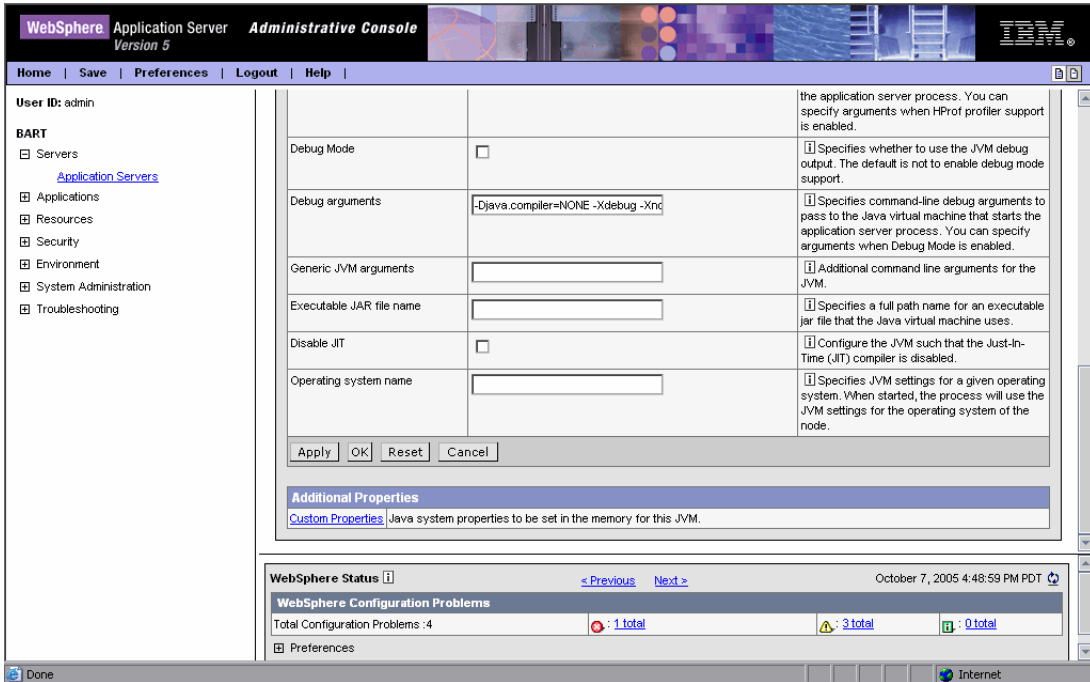 WebSphere Application Server Administrative Console
Version 5
IBM®
Home | Save | Preferences | Logout | Help |
User ID: admin
BART
Servers
Application Servers
Applications
Resources
Security
Environment
System Administration
Troubleshooting
the application server process. You can
specify arguments when HProf profiler support
is enabled.
Debug Mode
Specifies whether to use the JVM debug
output. The default is not to enable debug mode
support.
Debug arguments
-Djava.compiler=NONE -Xdebug -Xno
Specifies command-line debug arguments to
pass to the Java virtual machine that starts the
application server process. You can specify
arguments when Debug Mode is enabled.
Generic JVM arguments
Additional command line arguments for the
JVM.
Executable JAR file name
Specifies a full path name for an executable
jar file that the Java virtual machine uses.
Disable JIT
Configure the JVM such that the Just-In-
Time (JIT) compiler is disabled.
Operating system name
Specifies JVM settings for a given operating
system. When started, the process will use the
JVM settings for the operating system of the
node.
Apply OK Reset Cancel
Additional Properties
Custom Properties Java system properties to be set in the memory for this JVM.
WebSphere Status < Previous Next > October 7, 2005 4:48:59 PM PDT
WebSphere Configuration Problems
Total Configuration Problems :4 : 1 total : 3 total : 0 total
Preferences
Done Internet